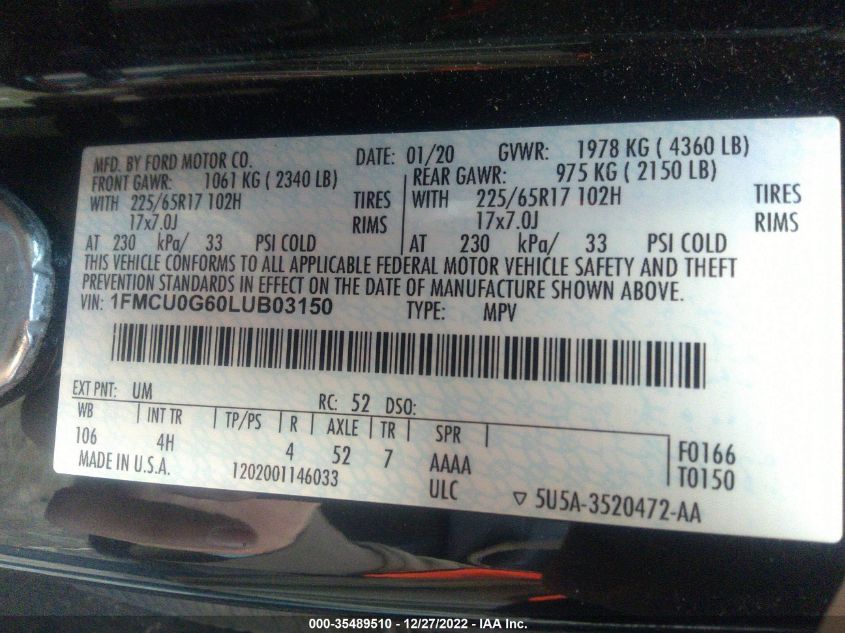 MFD. BY FORD MOTOR CO. DATE: 01/20 GVWR: 1978 KG ( 4360 LB)
FRONT GAWR: 1061 KG ( 2340 LB) REAR GAWR: 975 KG ( 2150 LB)
WITH 225/65R17 102H TIRES WITH 225/65R17 102H TIRES
17x7.0J RIMS 17x7.0J RIMS
AT 230 kPa/ 33 PSI COLD AT 230 kPa/ 33 PSI COLD
THIS VEHICLE CONFORMS TO ALL APPLICABLE FEDERAL MOTOR VEHICLE SAFETY AND THEFT
PREVENTION STANDARDS IN EFFECT ON THE DATE OF MANUFACTURE SHOWN ABOVE.
VIN: 1FMCU0G60LUB03150 TYPE: MPV
EXT PNT: UM RC: 52 DSO:
WB INT TR TP/PS R AXLE TR SPR
106 4H 4 52 7 AAAA F0166
MADE IN U.S.A. 1202001146033 ULC T0150
▽ 5U5A-3520472-AA
000-35489510 - 12/27/2022 - IAA Inc.